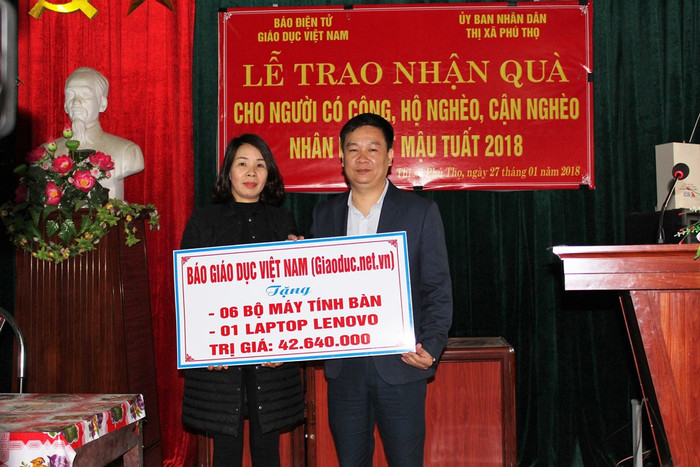 BÁO ĐIỆN TỬ
GIÁO DỤC VIỆT NAM
ỦY BAN NHÂN DÂN
THỊ XÃ PHÚ THỌ
LỄ TRAO NHẬN QUÀ
CHO NGƯỜI CÓ CÔNG, HỘ NGHÈO, CẬN NGHÈO
NHÂN MẬU TUẤT 2018
Phú Thọ, ngày 27 tháng 01 năm 2018
BÁO GIÁO DỤC VIỆT NAM (Giaoduc.net.vn)
Tặng
- 06 BỘ MÁY TÍNH BÀN
- 01 LAPTOP LENOVO
TRỊ GIÁ: 42.640.000